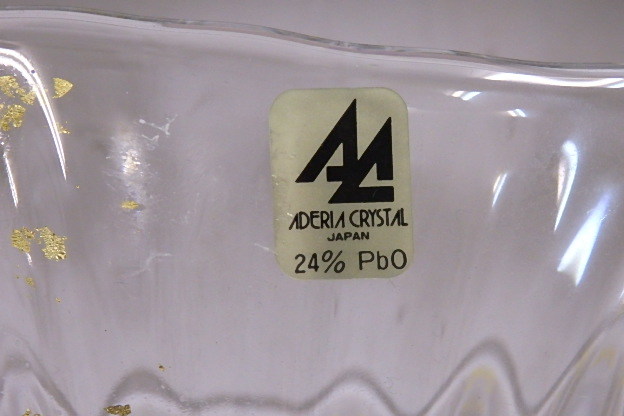 ADERIA CRYSTAL
JAPAN
24% PbO